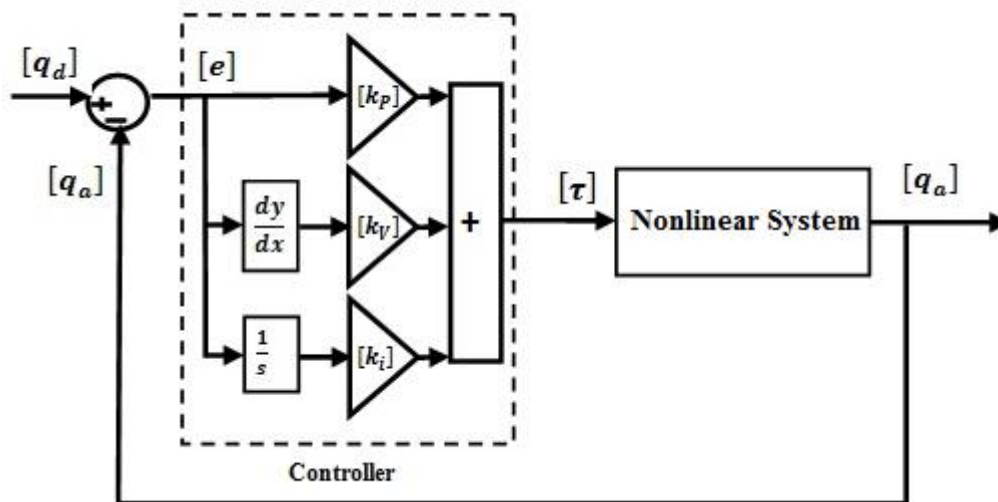 [q_d]
+
−
[e]
[q_a]
[k_P]
dy
dx
[k_V]
1
s
[k_i]
+
[τ]
Nonlinear System
[q_a]
Controller